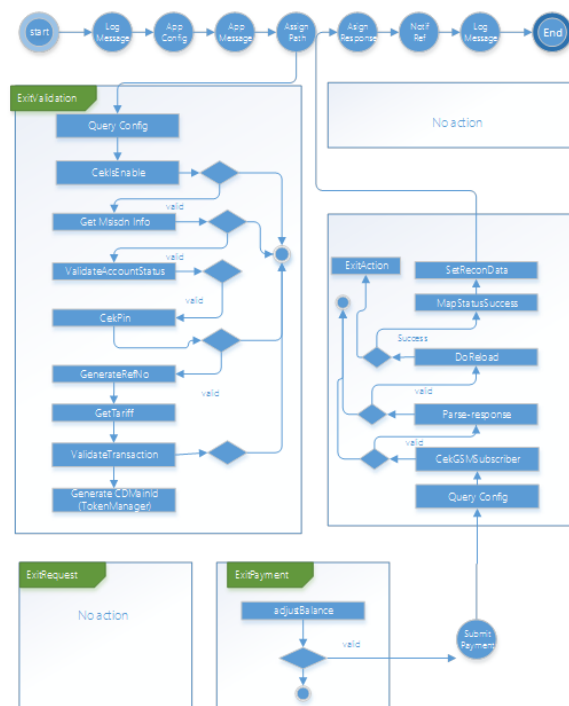 start
Log
Message
App
Config
App
Message
Assign
Path
Asign
Response
Notif
Ref
Log
Message
End
ExitValidation
Query Config
CekIsEnable
valid
Get Msisdn Info
valid
ValidateAccountStatus
valid
CekPin
GenerateRefNo
valid
GetTariff
ValidateTransaction
Generate CDMainId
(TokenManager)
No action
ExitAction
SetReconData
MapStatusSuccess
Success
DoReload
valid
Parse-response
valid
CekGSMSubscriber
Query Config
ExitRequest
No action
ExitPayment
adjustBalance
valid
Submit
Payment